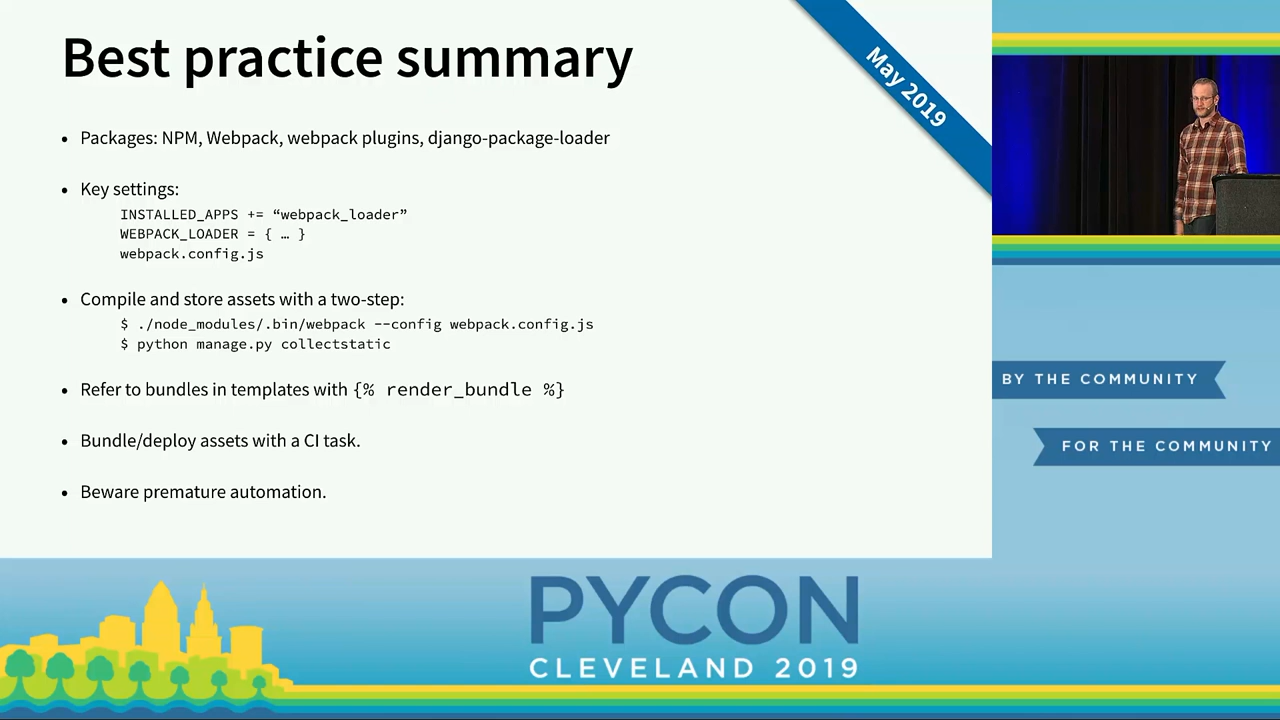 Best practice summary
May 2019
• Packages: NPM, Webpack, webpack plugins, django-package-loader
• Key settings:
INSTALLED_APPS += “webpack_loader”
WEBPACK_LOADER = { … }
webpack.config.js
• Compile and store assets with a two-step:
$ ./node_modules/.bin/webpack --config webpack.config.js
$ python manage.py collectstatic
• Refer to bundles in templates with {% render_bundle %}
• Bundle/deploy assets with a CI task.
• Beware premature automation.
BY THE COMMUNITY
FOR THE COMMUNITY
PYCON
CLEVELAND 2019